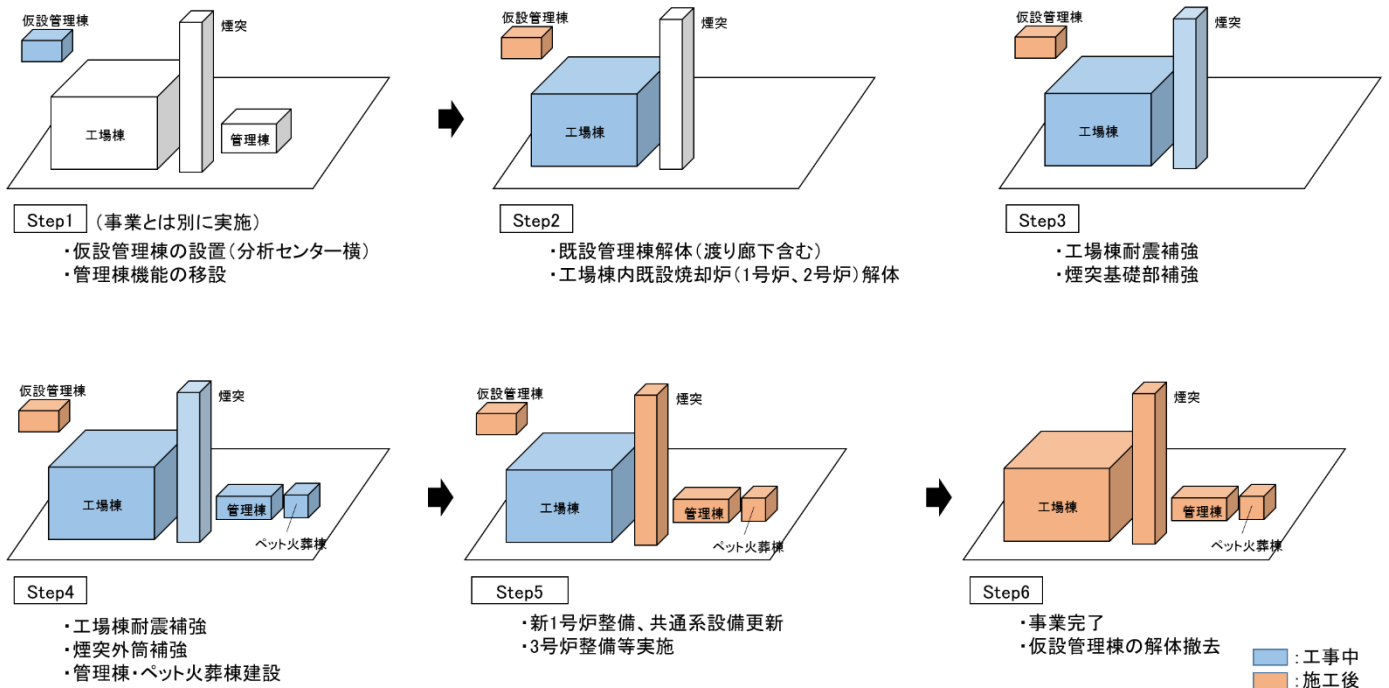 仮設管理棟
煙突
工場棟
管理棟
Step1 (事業とは別に実施)
・仮設管理棟の設置(分析センター横)
・管理棟機能の移設
仮設管理棟
煙突
工場棟
Step2
・既設管理棟解体(渡り廊下含む)
・工場棟内既設焼却炉(1号炉、2号炉)解体
仮設管理棟
煙突
工場棟
Step3
・工場棟耐震補強
・煙突基礎部補強
仮設管理棟
煙突
工場棟
管理棟
ペット火葬棟
Step4
・工場棟耐震補強
・煙突外筒補強
・管理棟・ペット火葬棟建設
仮設管理棟
煙突
工場棟
管理棟
ペット火葬棟
Step5
・新1号炉整備、共通系設備更新
・3号炉整備等実施
煙突
工場棟
管理棟
ペット火葬棟
Step6
・事業完了
・仮設管理棟の解体撤去
:工事中
:施工後